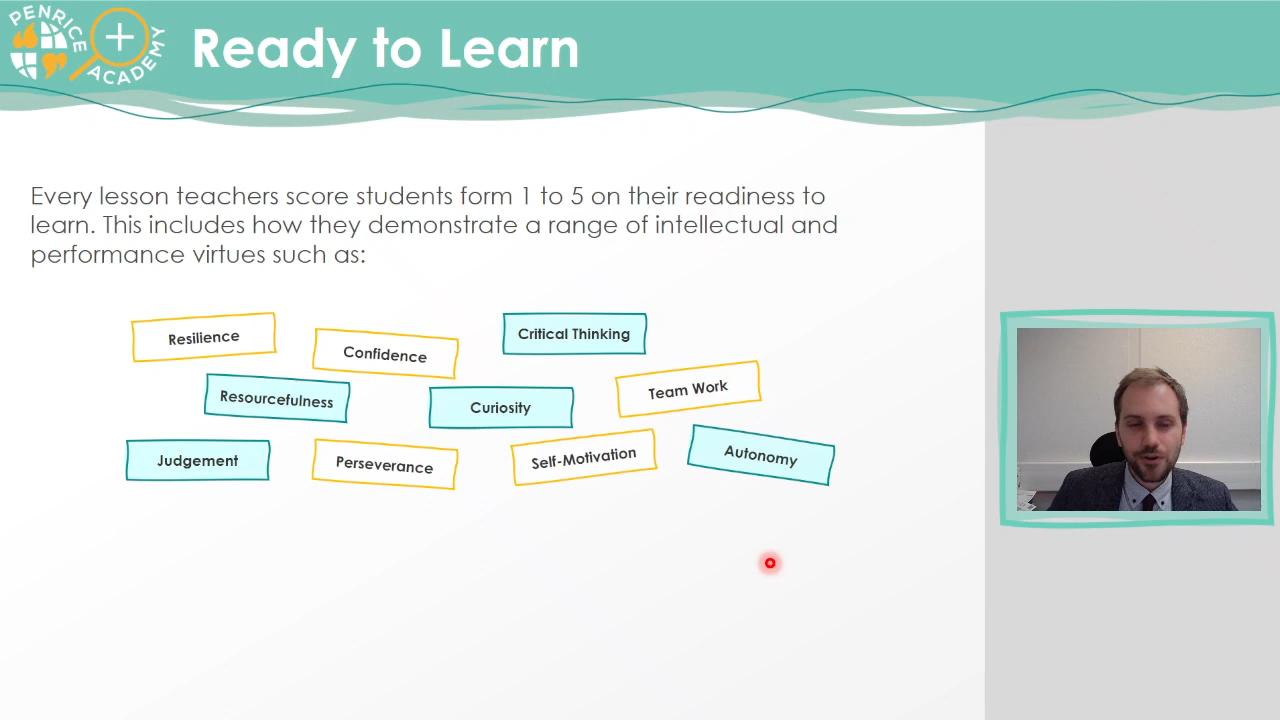 PENRICE
ACADEMY
Ready to Learn
Every lesson teachers score students form 1 to 5 on their readiness to
learn. This includes how they demonstrate a range of intellectual and
performance virtues such as:
Resilience
Confidence
Critical Thinking
Resourcefulness
Curiosity
Team Work
Judgement
Perseverance
Self-Motivation
Autonomy